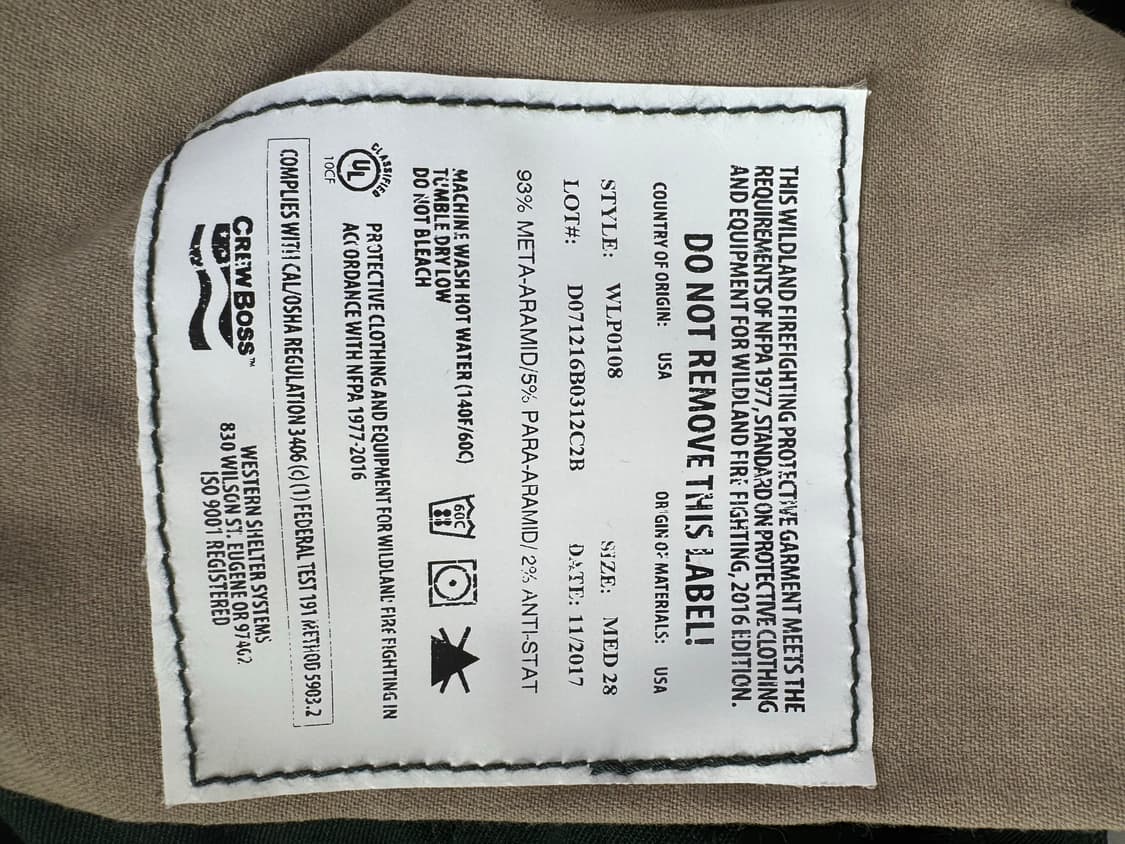 THIS WILDLAND FIREFIGHTING PROTECTIVE GARMENT MEETS THE
REQUIREMENTS OF NFPA 1977, STANDARD ON PROTECTIVE CLOTHING
AND EQUIPMENT FOR WILDLAND FIRE FIGHTING, 2016 EDITION.
DO NOT REMOVE THIS LABEL!
COUNTRY OF ORIGIN: USA ORIGIN OF MATERIALS: USA
STYLE: WLP0108 SIZE: MED 28
LOT#: D071216B0312C2B DATE: 11/2017
93% META-ARAMID/5% PARA-ARAMID/ 2% ANTI-STAT
MACHINE WASH HOT WATER (140F/60C)
TUMBLE DRY LOW
DO NOT BLEACH
60C
CLASSIFIED
UL
10CF
PROTECTIVE CLOTHING AND EQUIPMENT FOR WILDLAND FIRE FIGHTING IN
ACCORDANCE WITH NFPA 1977-2016
COMPLIES WITH CAL/OSHA REGULATION 3406 (c) (1) FEDERAL TEST 191 METHOD 5903.2
CREWBOSS™
WESTERN SHELTER SYSTEMS
830 WILSON ST. EUGENE OR 97402
ISO 9001 REGISTERED